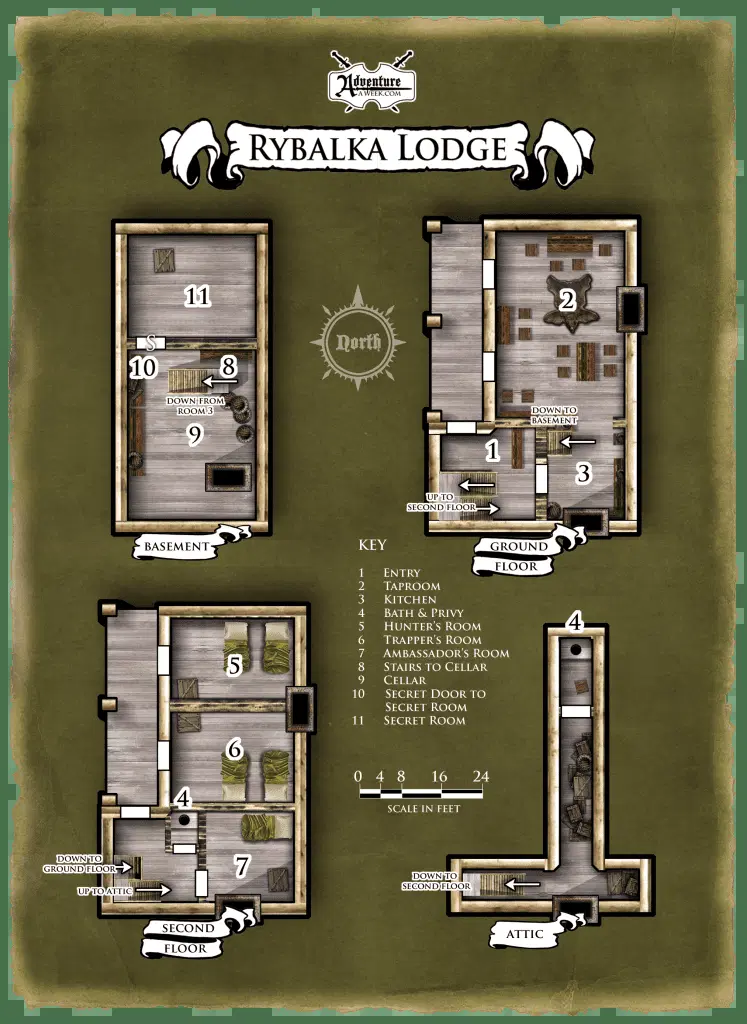 Adventure
A WEEK.COM
RYBALKA LODGE
11
S
10
8
DOWN FROM
ROOM 3
9
BASEMENT
North
2
DOWN TO
BASEMENT
1
3
UP TO
SECOND FLOOR
GROUND
FLOOR
KEY
1 ENTRY
2 TAPROOM
3 KITCHEN
4 BATH & PRIVY
5 HUNTER'S ROOM
6 TRAPPER'S ROOM
7 AMBASSADOR'S ROOM
8 STAIRS TO CELLAR
9 CELLAR
10 SECRET DOOR TO
SECRET ROOM
11 SECRET ROOM
0 4 8 16 24
SCALE IN FEET
5
6
4
7
DOWN TO
GROUND FLOOR
UP TO ATTIC
SECOND
FLOOR
4
DOWN TO
SECOND FLOOR
ATTIC